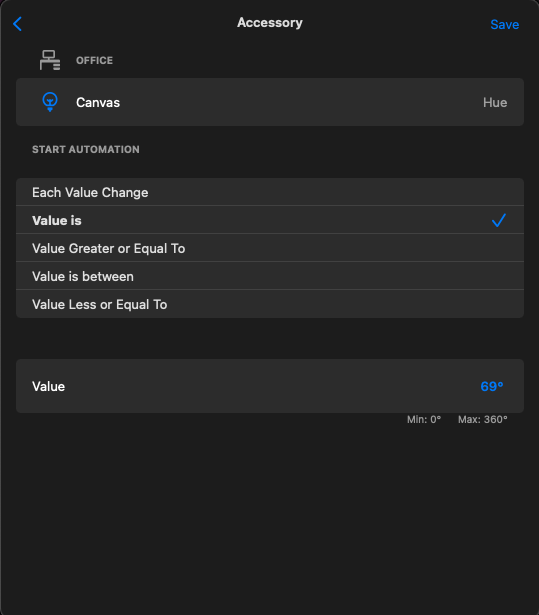 Accessory
Save
OFFICE
Canvas Hue
START AUTOMATION
Each Value Change
Value is
Value Greater or Equal To
Value is between
Value Less or Equal To
Value 69°
Min: 0° Max: 360°